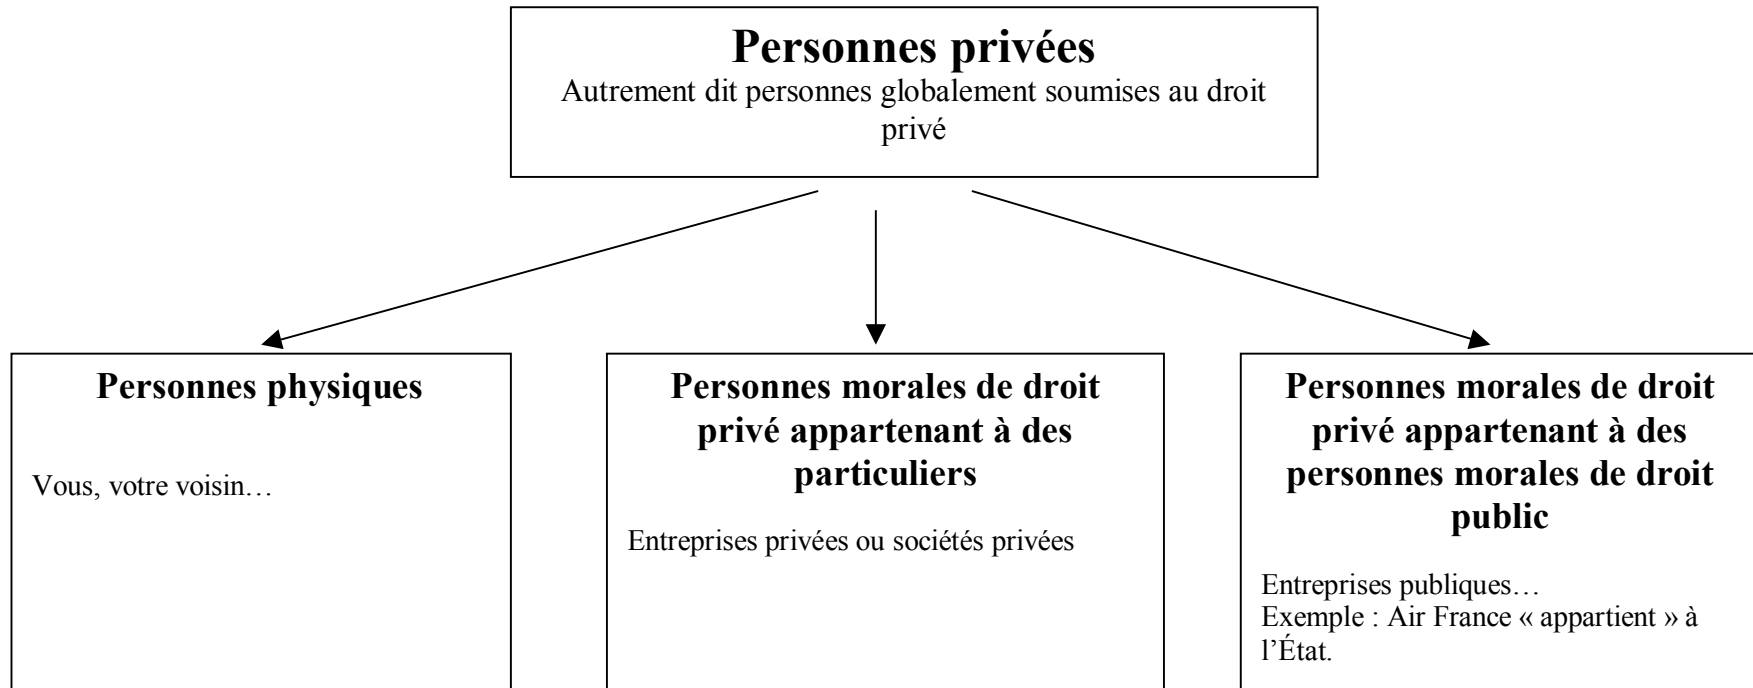 Personnes privées
Autrement dit personnes globalement soumises au droit
privé
Personnes physiques
Vous, votre voisin…
Personnes morales de droit
privé appartenant à des
particuliers
Entreprises privées ou sociétés privées
Personnes morales de droit
privé appartenant à des
personnes morales de droit
public
Entreprises publiques…
Exemple : Air France « appartient » à
l’État.